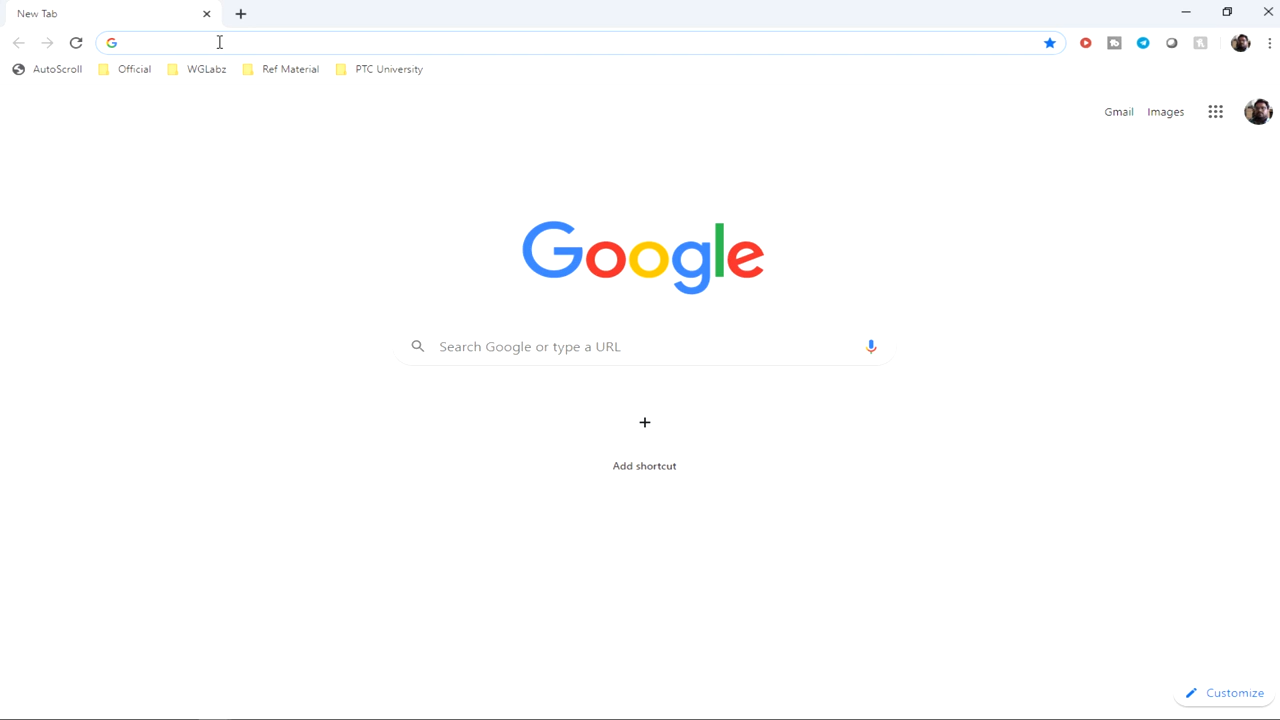 New Tab
AutoScroll Official WGLabz Ref Material PTC University
Gmail Images
Google
Search Google or type a URL
Add shortcut
Customize